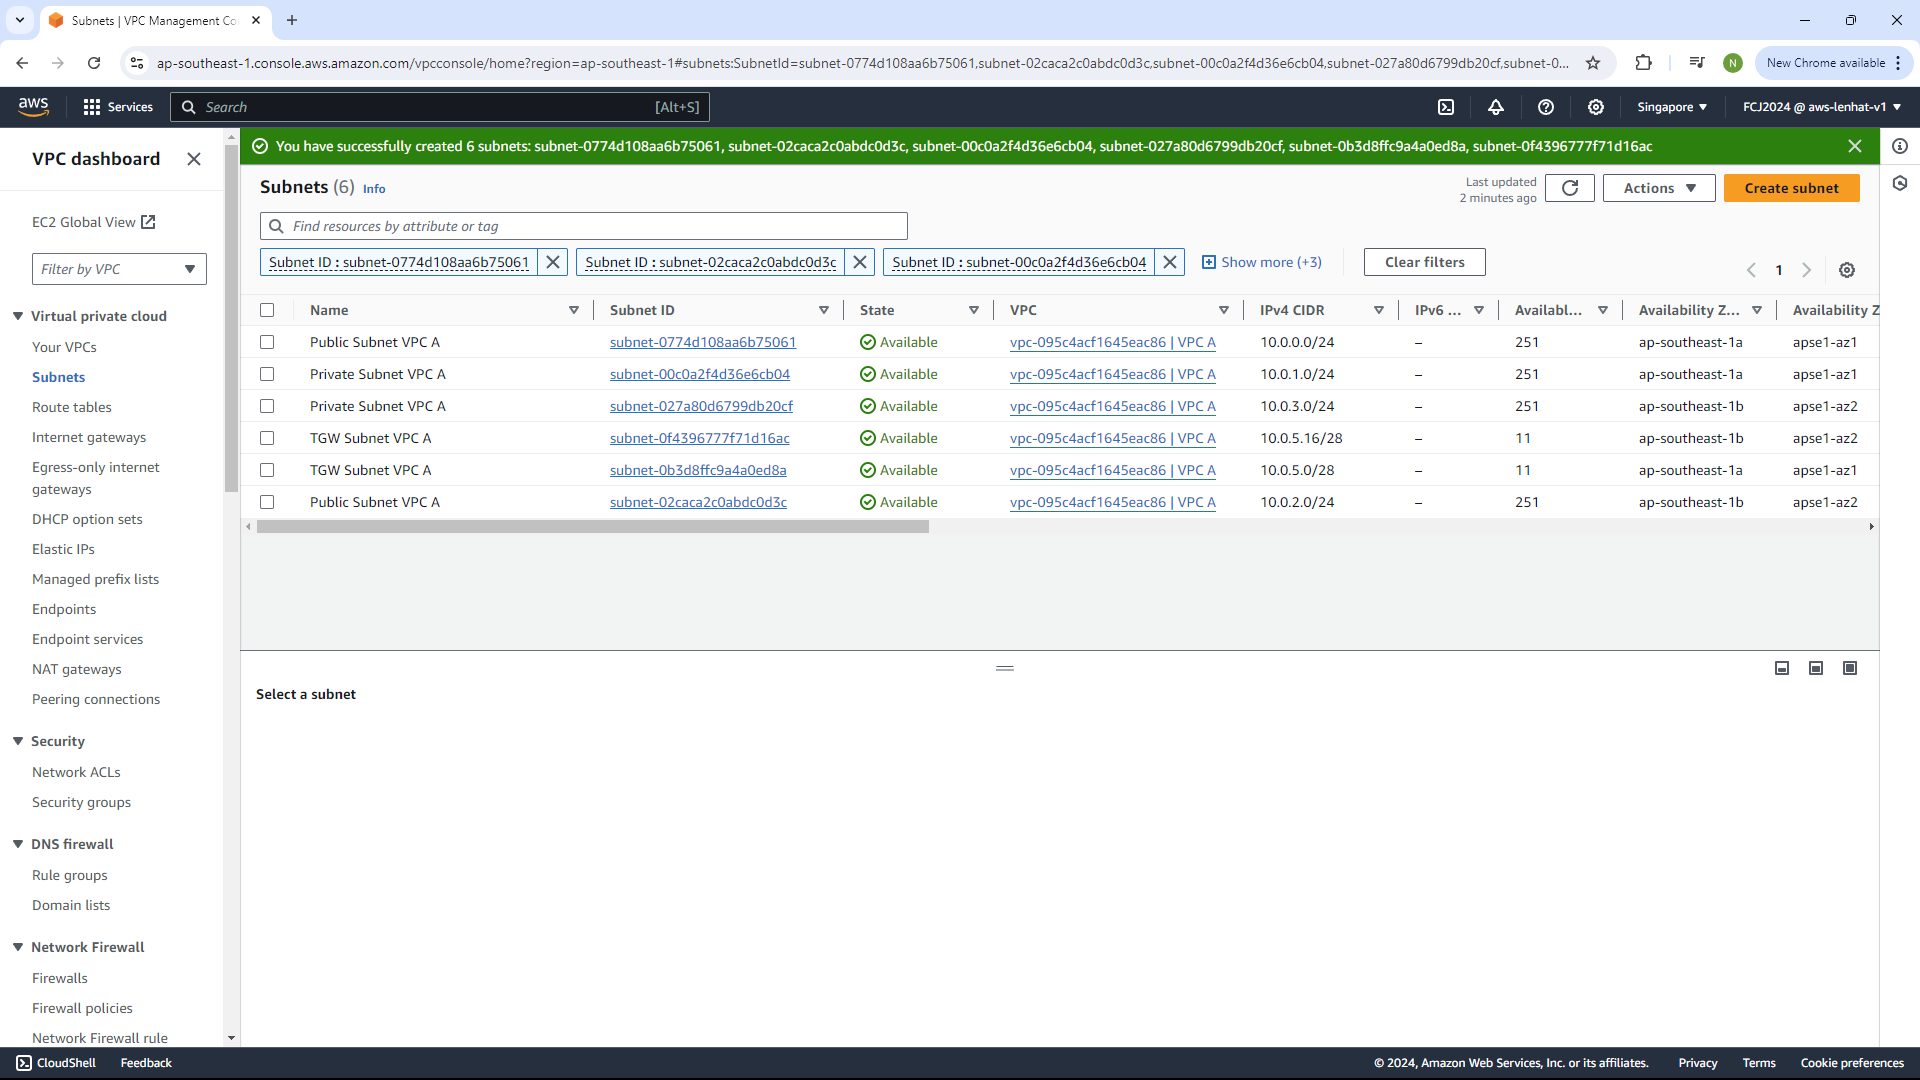 Subnets | VPC Management Co
ap-southeast-1.console.aws.amazon.com/vpcconsole/home?region=ap-southeast-1#subnets:SubnetId=subnet-0774d108aa6b75061,subnet-02caca2c0abdc0d3c,subnet-00c0a2f4d36e6cb04,subnet-027a80d6799db20cf,subnet-0...
N
New Chrome available
aws
Services
Search
[Alt+S]
Singapore
FCJ2024 @ aws-lenhat-v1
VPC dashboard
EC2 Global View
Filter by VPC
Virtual private cloud
Your VPCs
Subnets
Route tables
Internet gateways
Egress-only internet
gateways
DHCP option sets
Elastic IPs
Managed prefix lists
Endpoints
Endpoint services
NAT gateways
Peering connections
Security
Network ACLs
Security groups
DNS firewall
Rule groups
Domain lists
Network Firewall
Firewalls
Firewall policies
Network Firewall rule
You have successfully created 6 subnets: subnet-0774d108aa6b75061, subnet-02caca2c0abdc0d3c, subnet-00c0a2f4d36e6cb04, subnet-027a80d6799db20cf, subnet-0b3d8ffc9a4a0ed8a, subnet-0f4396777f71d16ac
Subnets (6) Info
Last updated
2 minutes ago
Actions
Create subnet
Find resources by attribute or tag
Subnet ID : subnet-0774d108aa6b75061
Subnet ID : subnet-02caca2c0abdc0d3c
Subnet ID : subnet-00c0a2f4d36e6cb04
Show more (+3)
Clear filters
1
Name Subnet ID State VPC IPv4 CIDR IPv6 ... Availabl... Availability Z... Availability Z
Public Subnet VPC A subnet-0774d108aa6b75061 Available vpc-095c4acf1645eac86 | VPC A 10.0.0.0/24 – 251 ap-southeast-1a apse1-az1
Private Subnet VPC A subnet-00c0a2f4d36e6cb04 Available vpc-095c4acf1645eac86 | VPC A 10.0.1.0/24 – 251 ap-southeast-1a apse1-az1
Private Subnet VPC A subnet-027a80d6799db20cf Available vpc-095c4acf1645eac86 | VPC A 10.0.3.0/24 – 251 ap-southeast-1b apse1-az2
TGW Subnet VPC A subnet-0f4396777f71d16ac Available vpc-095c4acf1645eac86 | VPC A 10.0.5.16/28 – 11 ap-southeast-1b apse1-az2
TGW Subnet VPC A subnet-0b3d8ffc9a4a0ed8a Available vpc-095c4acf1645eac86 | VPC A 10.0.5.0/28 – 11 ap-southeast-1a apse1-az1
Public Subnet VPC A subnet-02caca2c0abdc0d3c Available vpc-095c4acf1645eac86 | VPC A 10.0.2.0/24 – 251 ap-southeast-1b apse1-az2
Select a subnet
CloudShell
Feedback
© 2024, Amazon Web Services, Inc. or its affiliates.
Privacy
Terms
Cookie preferences